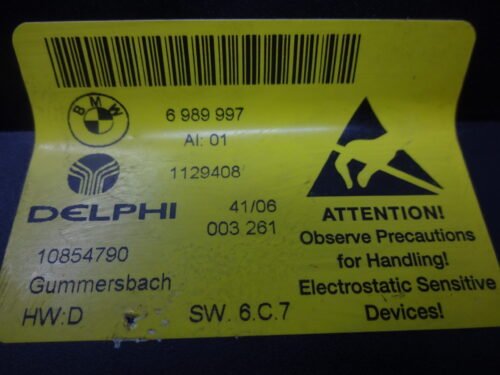 BMW
6 989 997
AI: 01
1129408
DELPHI
41/06
003 261
10854790
Gummersbach
HW:D
SW. 6.C.7
ATTENTION!
Observe Precautions
for Handling!
Electrostatic Sensitive
Devices!